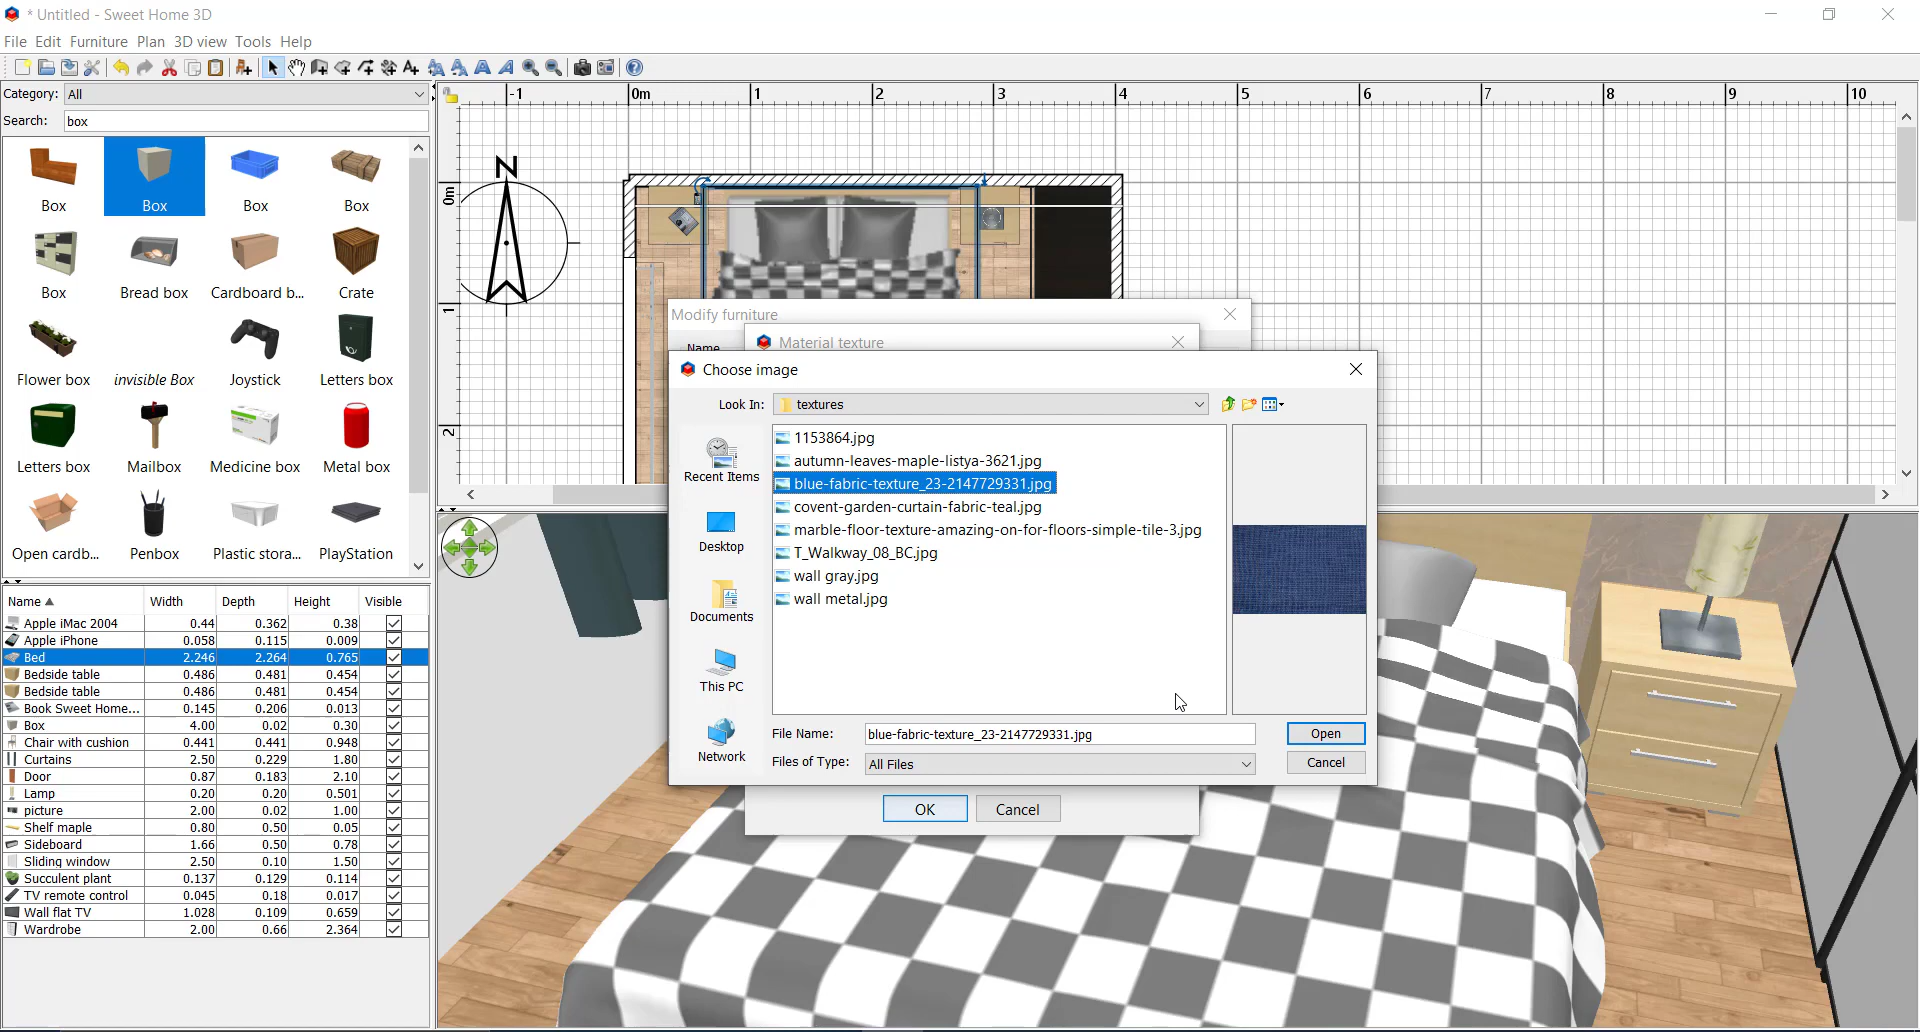 * Untitled - Sweet Home 3D
File Edit Furniture Plan 3D view Tools Help
Category: All
Search: box
Box Box Box Box
Box Bread box Cardboard b... Crate
Flower box invisible Box Joystick Letters box
Letters box Mailbox Medicine box Metal box
Open cardb... Penbox Plastic stora... PlayStation
Name Width Depth Height Visible
Apple iMac 2004 0.44 0.362 0.38
Apple iPhone 0.058 0.115 0.009
Bed 2.246 2.264 0.765
Bedside table 0.486 0.481 0.454
Bedside table 0.486 0.481 0.454
Book Sweet Home... 0.145 0.206 0.013
Box 4.00 0.02 0.30
Chair with cushion 0.441 0.441 0.948
Curtains 2.50 0.229 1.80
Door 0.87 0.183 2.10
Lamp 0.20 0.20 0.501
picture 2.00 0.02 1.00
Shelf maple 0.80 0.50 0.05
Sideboard 1.66 0.50 0.78
Sliding window 2.50 0.10 1.50
Succulent plant 0.137 0.129 0.114
TV remote control 0.045 0.18 0.017
Wall flat TV 1.028 0.109 0.659
Wardrobe 2.00 0.66 2.364
-1 0m 1 2 3 4 5 6 7 8 9 10
0m
1
2
N
Modify furniture
Name
Material texture
Choose image
Look In: textures
Recent Items
Desktop
Documents
This PC
Network
1153864.jpg
autumn-leaves-maple-listya-3621.jpg
blue-fabric-texture_23-2147729331.jpg
covent-garden-curtain-fabric-teal.jpg
marble-floor-texture-amazing-on-for-floors-simple-tile-3.jpg
T_Walkway_08_BC.jpg
wall gray.jpg
wall metal.jpg
File Name: blue-fabric-texture_23-2147729331.jpg Open
Files of Type: All Files Cancel
OK Cancel